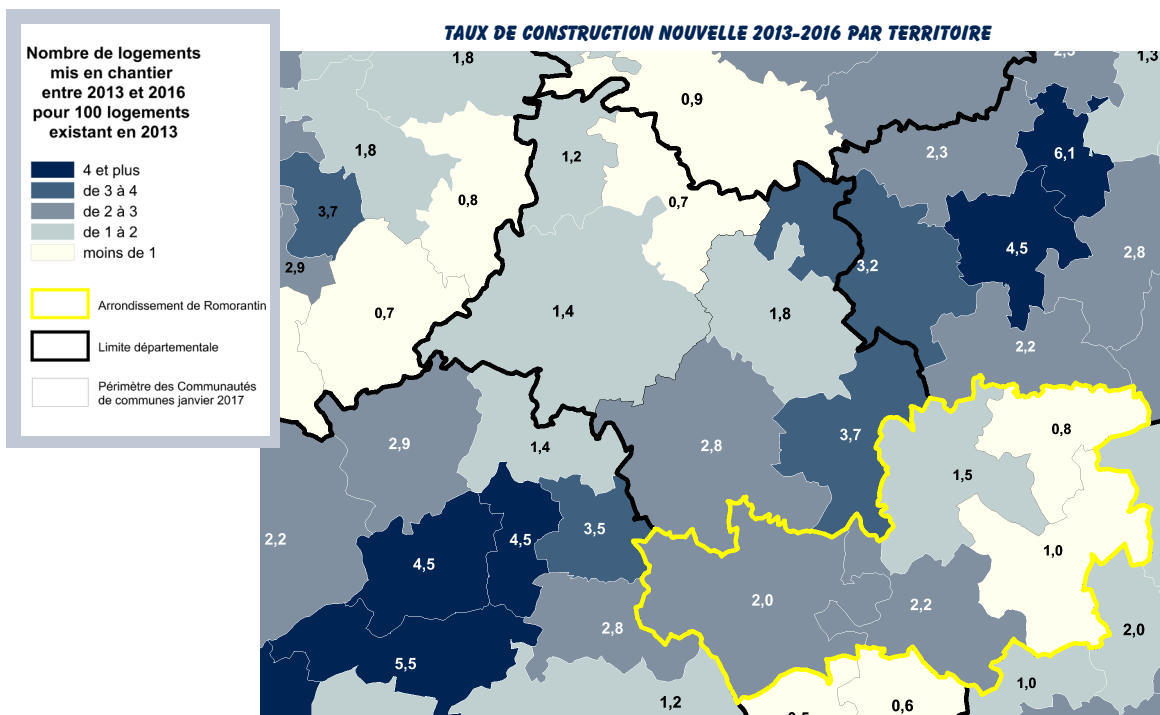 TAUX DE CONSTRUCTION NOUVELLE 2013-2016 PAR TERRITOIRE
Nombre de logements
mis en chantier
entre 2013 et 2016
pour 100 logements
existant en 2013
4 et plus
de 3 à 4
de 2 à 3
de 1 à 2
moins de 1
Arrondissement de Romorantin
Limite départementale
Périmètre des Communautés
de communes janvier 2017
1,8
0,9
1,8
1,2
2,3
6,1
3,7
0,8
0,7
4,5
2,8
2,9
3,2
0,7
1,4
1,8
2,2
2,9
1,4
2,8
3,7
0,8
1,5
2,2
4,5
4,5
3,5
1,0
2,0
2,2
2,8
2,0
5,5
1,2
0,6
1,0